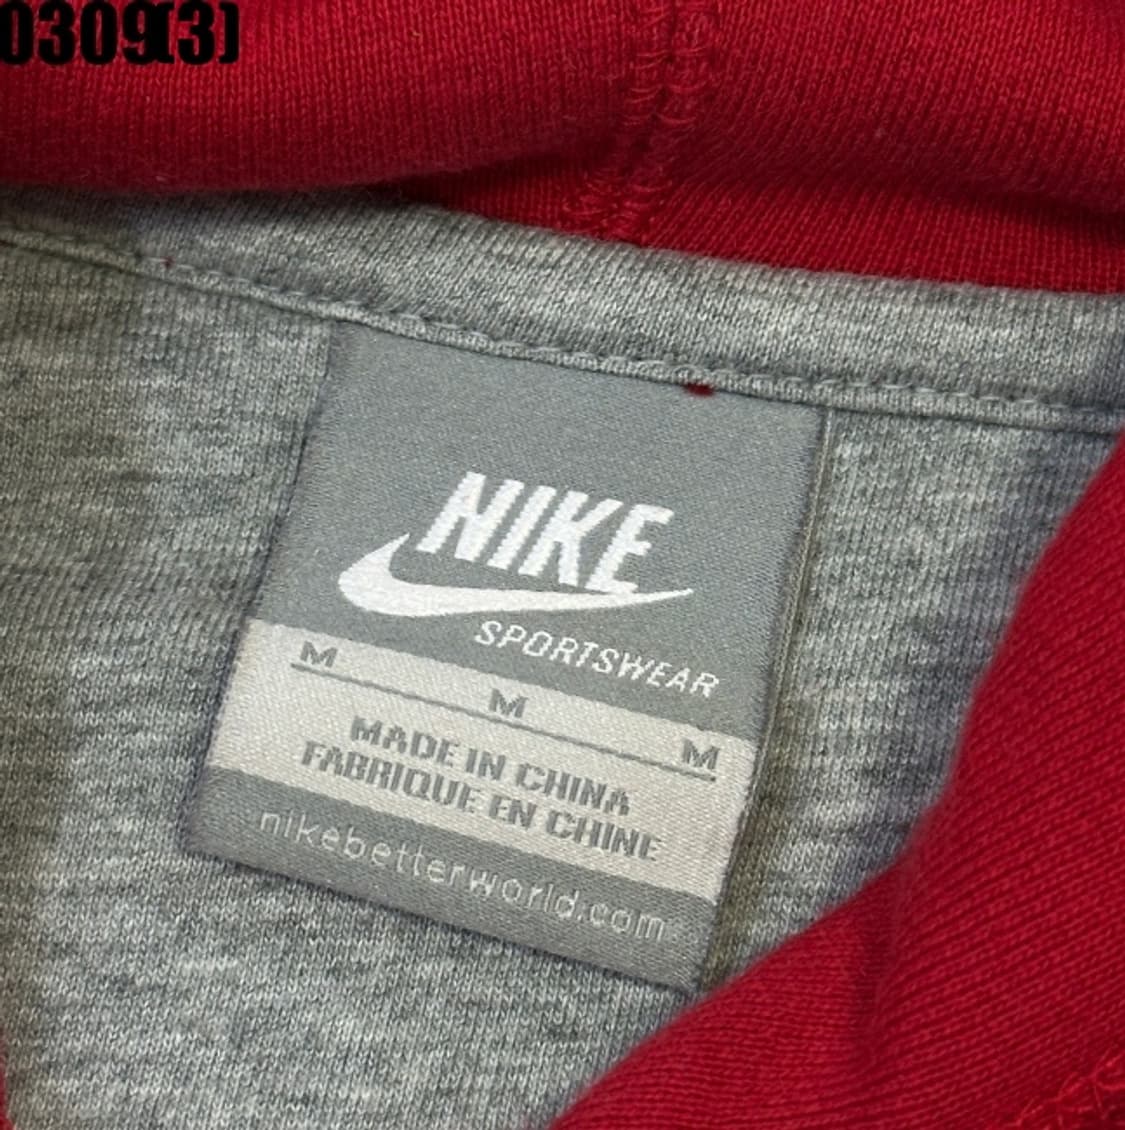 0309(3)
NIKE
SPORTSWEAR
M
M
M
MADE IN CHINA
FABRIQUE EN CHINE
nikebetterworld.com